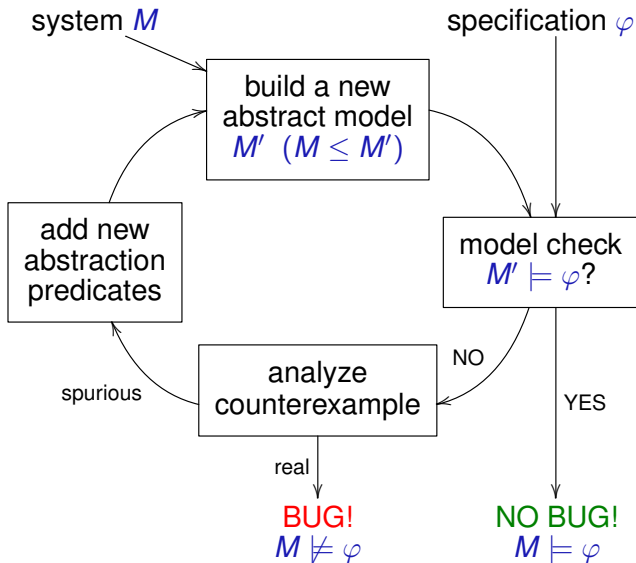 system M
specification φ
build a new
abstract model
M′ (M ≤ M′)
add new
abstraction
predicates
model check
M′ ⊨ φ?
analyze
counterexample
NO
spurious
YES
real
BUG!
M ⊭ φ
NO BUG!
M ⊨ φ